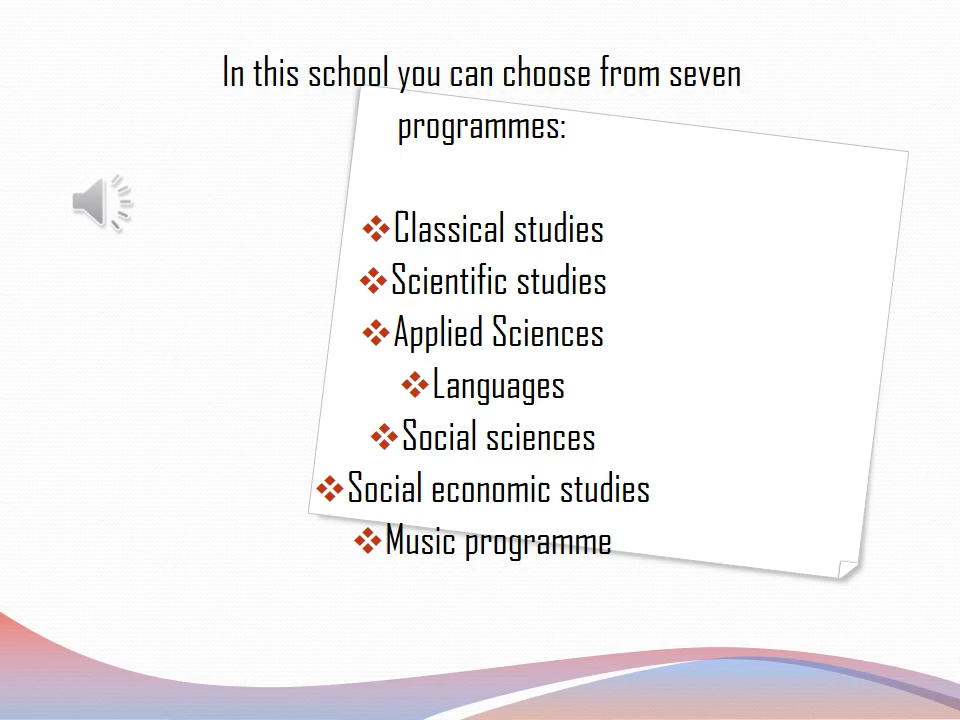 In this school you can choose from seven
programmes:
❖Classical studies
❖Scientific studies
❖Applied Sciences
❖Languages
❖Social sciences
❖Social economic studies
❖Music programme